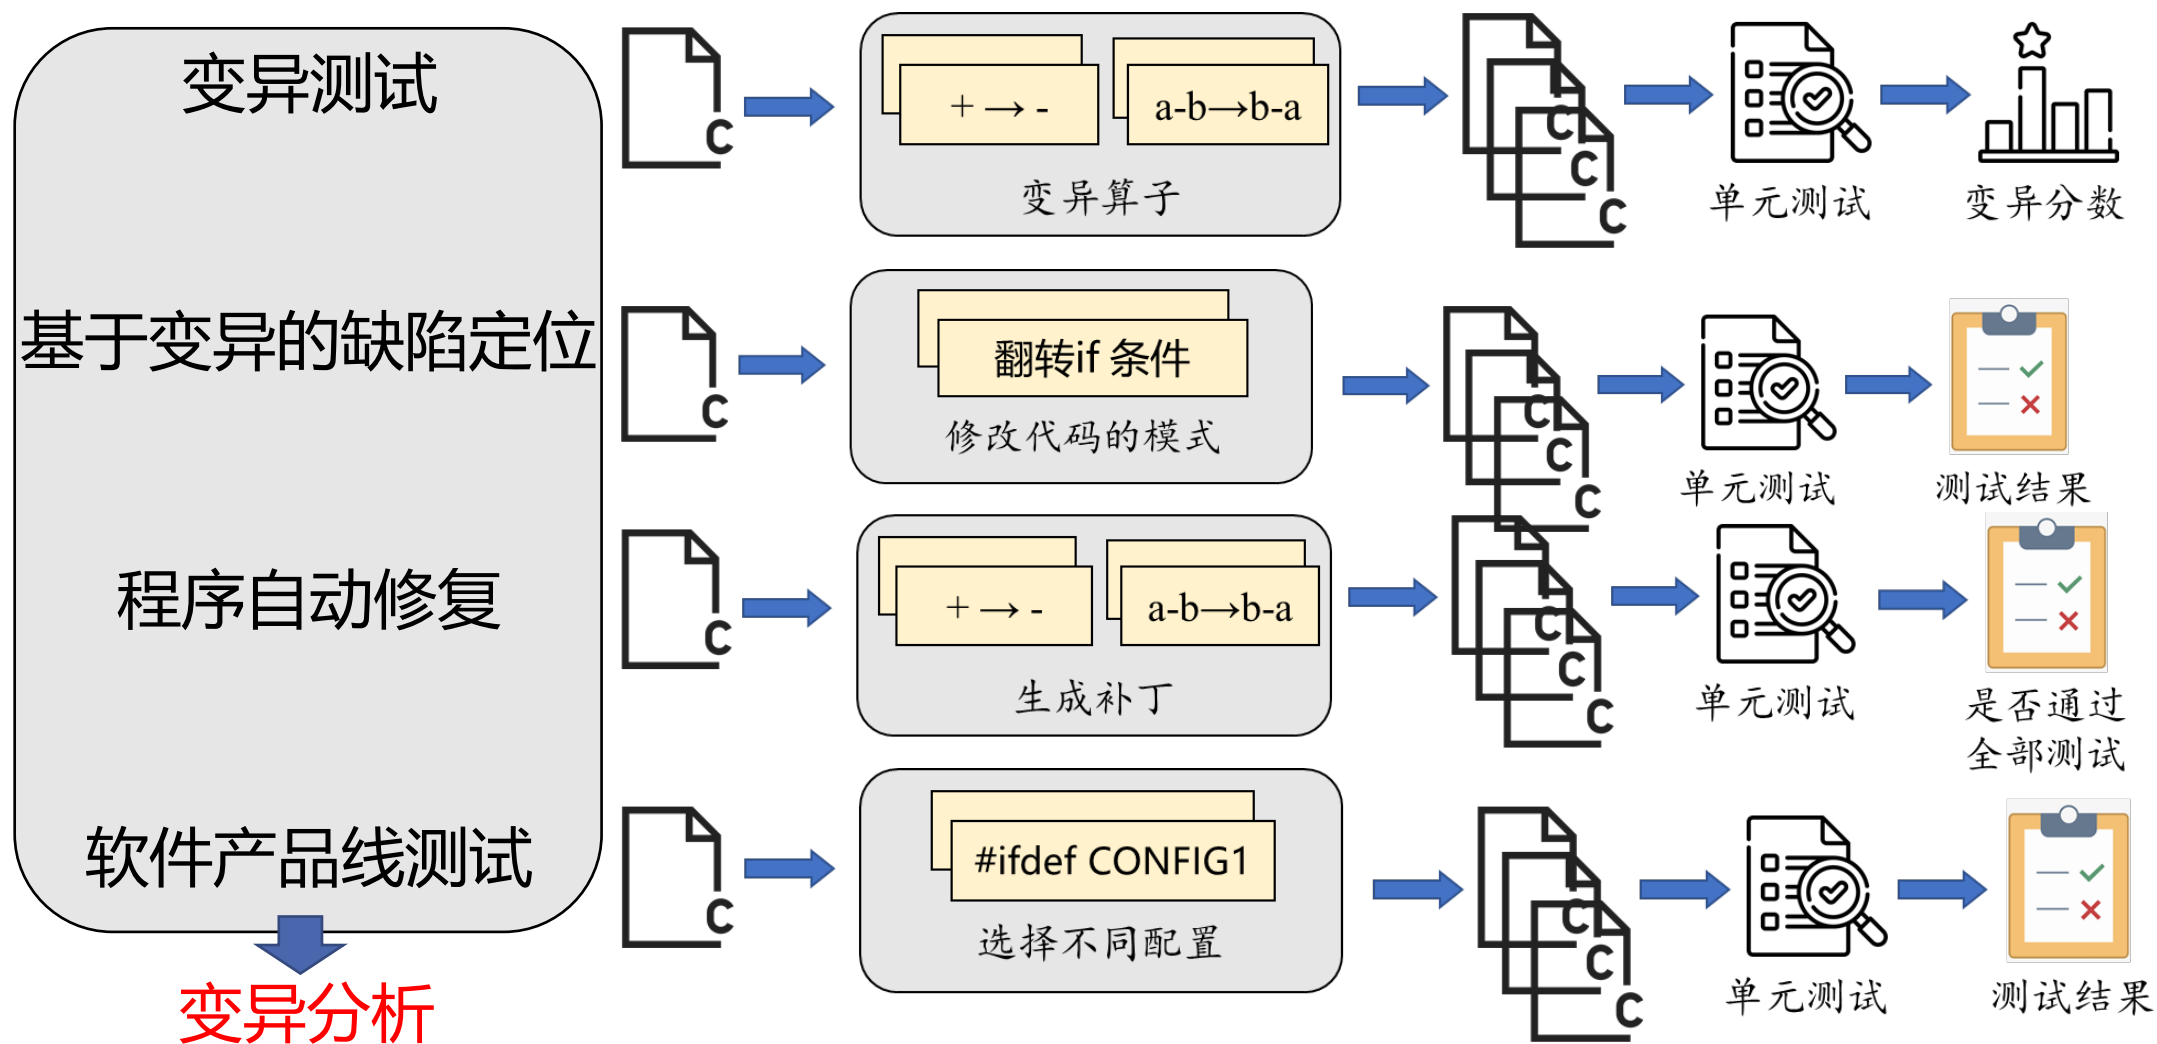 变异测试
C
+ → -
a-b→b-a
变异算子
C
C
C
单元测试
变异分数
基于变异的缺陷定位
C
翻转if 条件
修改代码的模式
C
C
C
单元测试
测试结果
程序自动修复
C
+ → -
a-b→b-a
生成补丁
C
C
C
单元测试
是否通过
全部测试
软件产品线测试
C
#ifdef CONFIG1
选择不同配置
C
C
C
单元测试
测试结果
变异分析